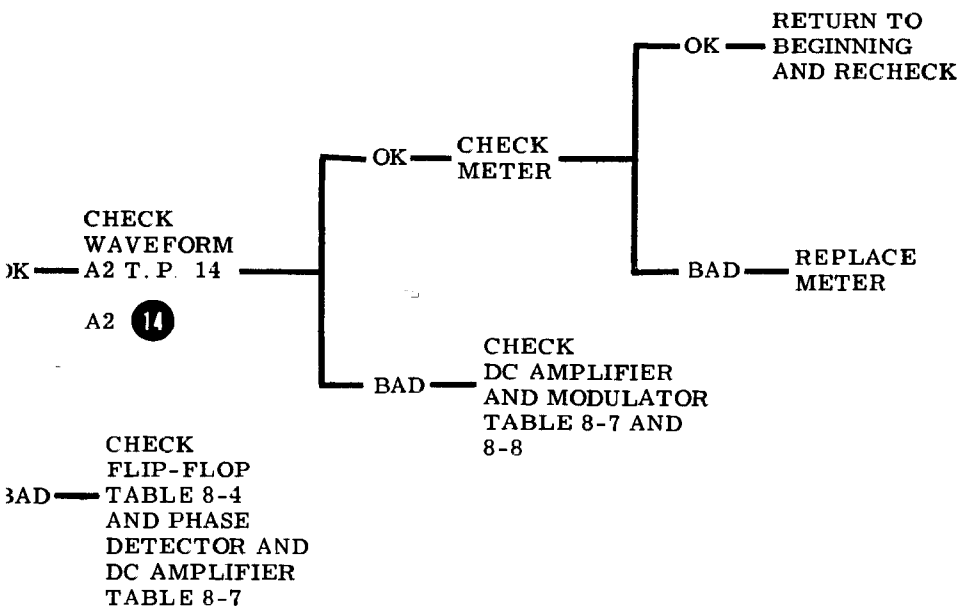 RETURN TO
OK BEGINNING
AND RECHECK
OK CHECK
METER
CHECK
WAVEFORM
A2 T.P. 14
A2 14
BAD REPLACE
METER
CHECK
BAD DC AMPLIFIER
AND MODULATOR
TABLE 8-7 AND
8-8
CHECK
FLIP-FLOP
TABLE 8-4
AND PHASE
DETECTOR AND
DC AMPLIFIER
TABLE 8-7